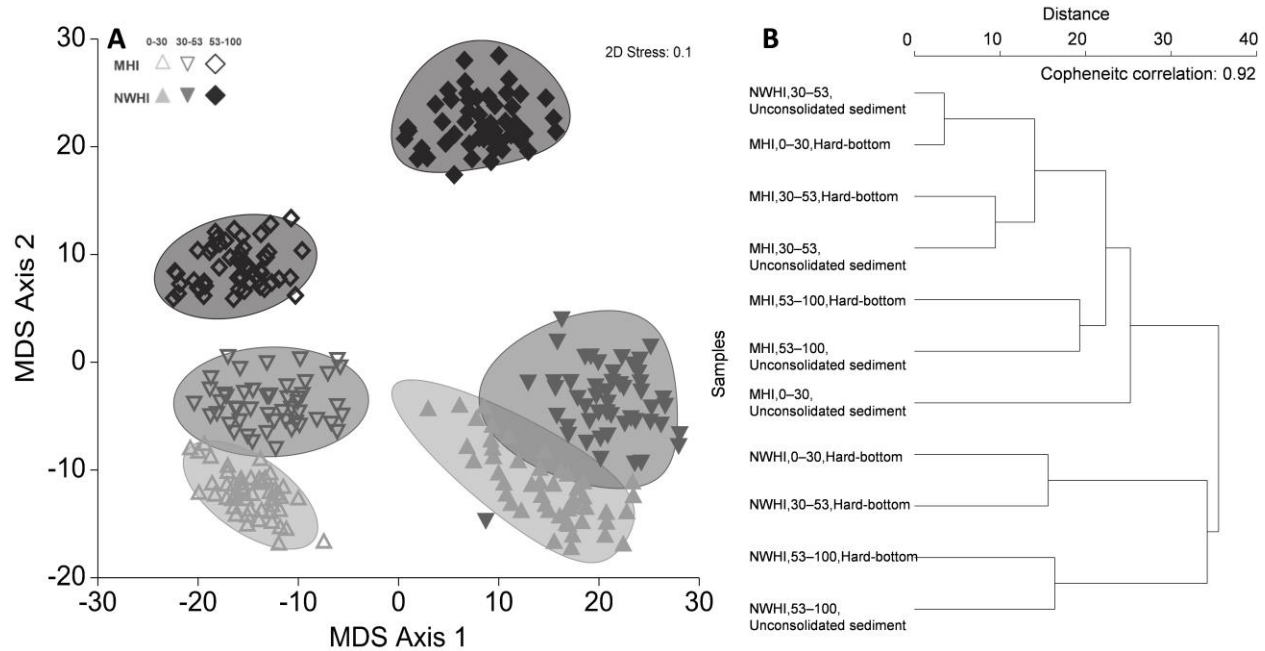 A
0-30 30-53 53-100
MHI
NWHI
2D Stress: 0.1
30
20
10
0
-10
-20
MDS Axis 2
-30 -20 -10 0 10 20 30
MDS Axis 1
B
Distance
0 10 20 30 40
Copheneitc correlation: 0.92
Samples
NWHI,30–53,
Unconsolidated sediment
MHI,0–30,Hard-bottom
MHI,30–53,Hard-bottom
MHI,30–53,
Unconsolidated sediment
MHI,53–100,Hard-bottom
MHI,53–100,
Unconsolidated sediment
MHI,0–30,
Unconsolidated sediment
NWHI,0–30,Hard-bottom
NWHI,30–53,Hard-bottom
NWHI,53–100,Hard-bottom
NWHI,53–100,
Unconsolidated sediment